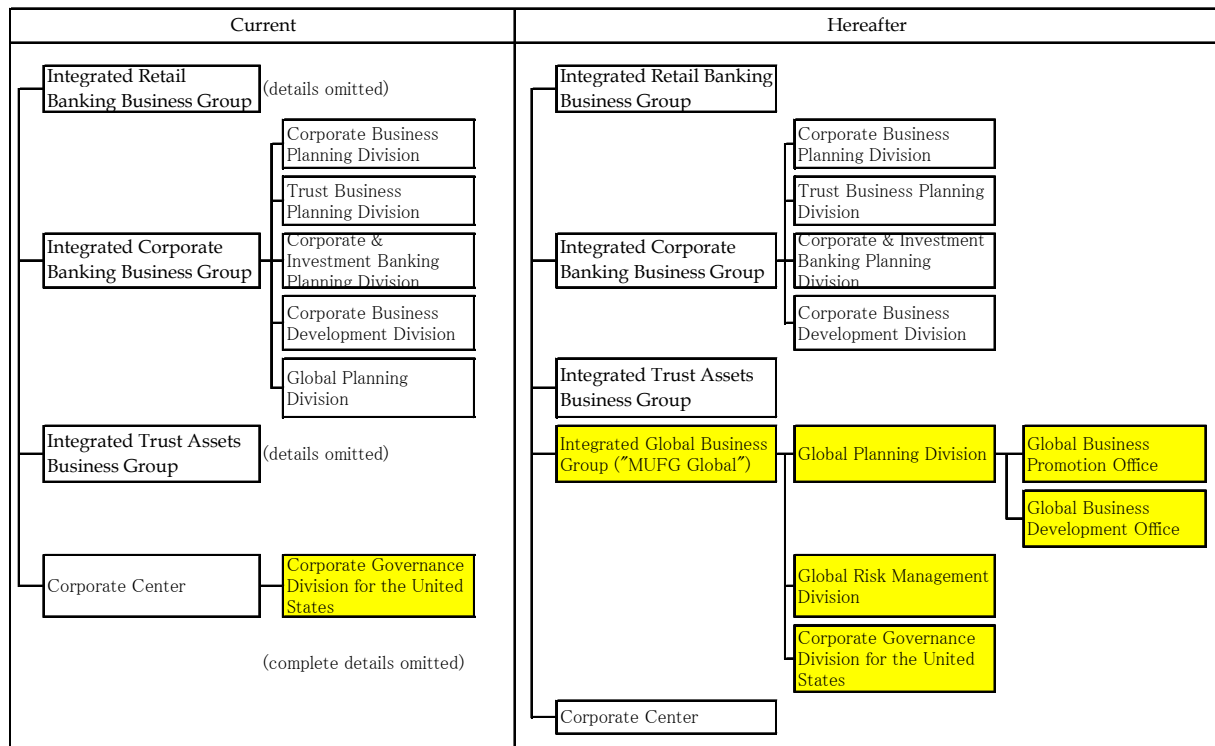 Current
Hereafter
Integrated Retail
Banking Business Group
(details omitted)
Corporate Business
Planning Division
Trust Business
Planning Division
Integrated Corporate
Banking Business Group
Corporate &
Investment Banking
Planning Division
Corporate Business
Development Division
Global Planning
Division
Integrated Trust Assets
Business Group
(details omitted)
Corporate Center
Corporate Governance
Division for the United
States
(complete details omitted)
Integrated Retail Banking
Business Group
Corporate Business
Planning Division
Trust Business Planning
Division
Integrated Corporate
Banking Business Group
Corporate & Investment
Banking Planning
Division
Corporate Business
Development Division
Integrated Trust Assets
Business Group
Integrated Global Business
Group ("MUFG Global")
Global Planning Division
Global Business
Promotion Office
Global Business
Development Office
Global Risk Management
Division
Corporate Governance
Division for the United
States
Corporate Center